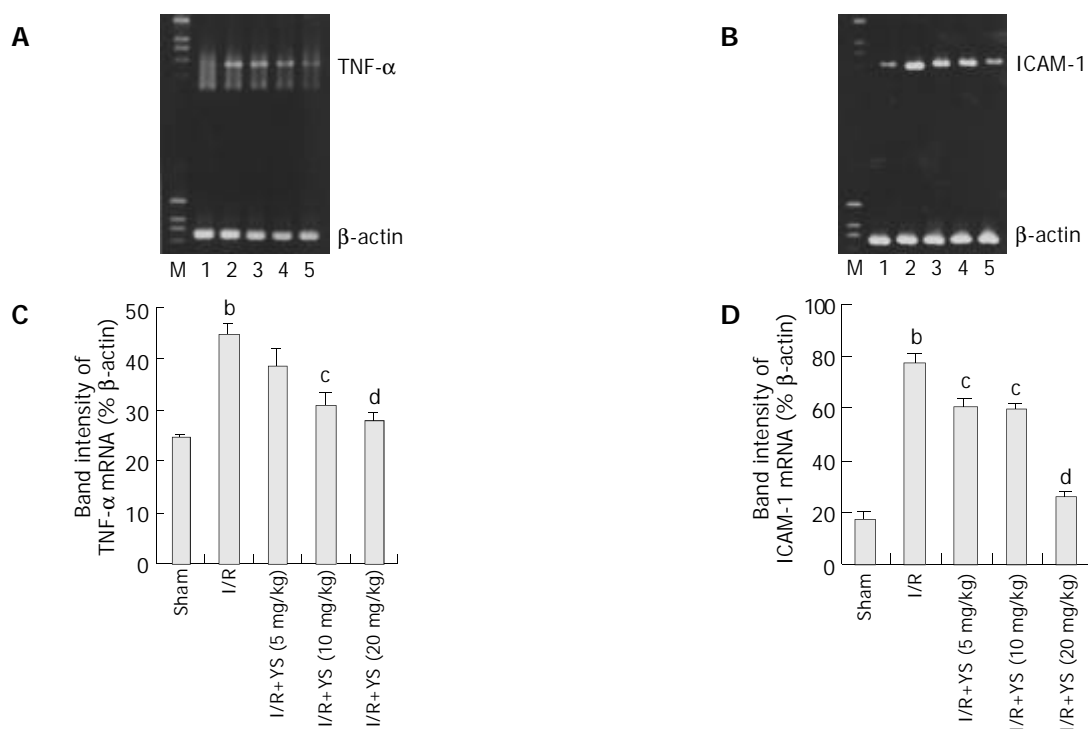 A
TNF-α
β-actin
M 1 2 3 4 5
B
ICAM-1
β-actin
M 1 2 3 4 5
C
Band intensity of
TNF-α mRNA (% β-actin)
50
40
30
20
10
0
b
c
d
Sham
I/R
I/R+YS (5 mg/kg)
I/R+YS (10 mg/kg)
I/R+YS (20 mg/kg)
D
Band intensity of
ICAM-1 mRNA (% β-actin)
100
80
60
40
20
0
b
c
c
d
Sham
I/R
I/R+YS (5 mg/kg)
I/R+YS (10 mg/kg)
I/R+YS (20 mg/kg)